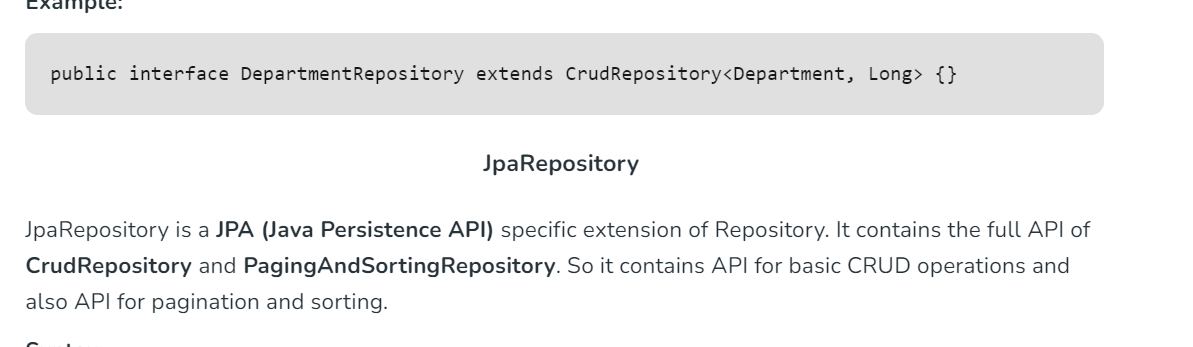 Example:
public interface DepartmentRepository extends CrudRepository<Department, Long> {}
JpaRepository
JpaRepository is a JPA (Java Persistence API) specific extension of Repository. It contains the full API of
CrudRepository and PagingAndSortingRepository. So it contains API for basic CRUD operations and
also API for pagination and sorting.